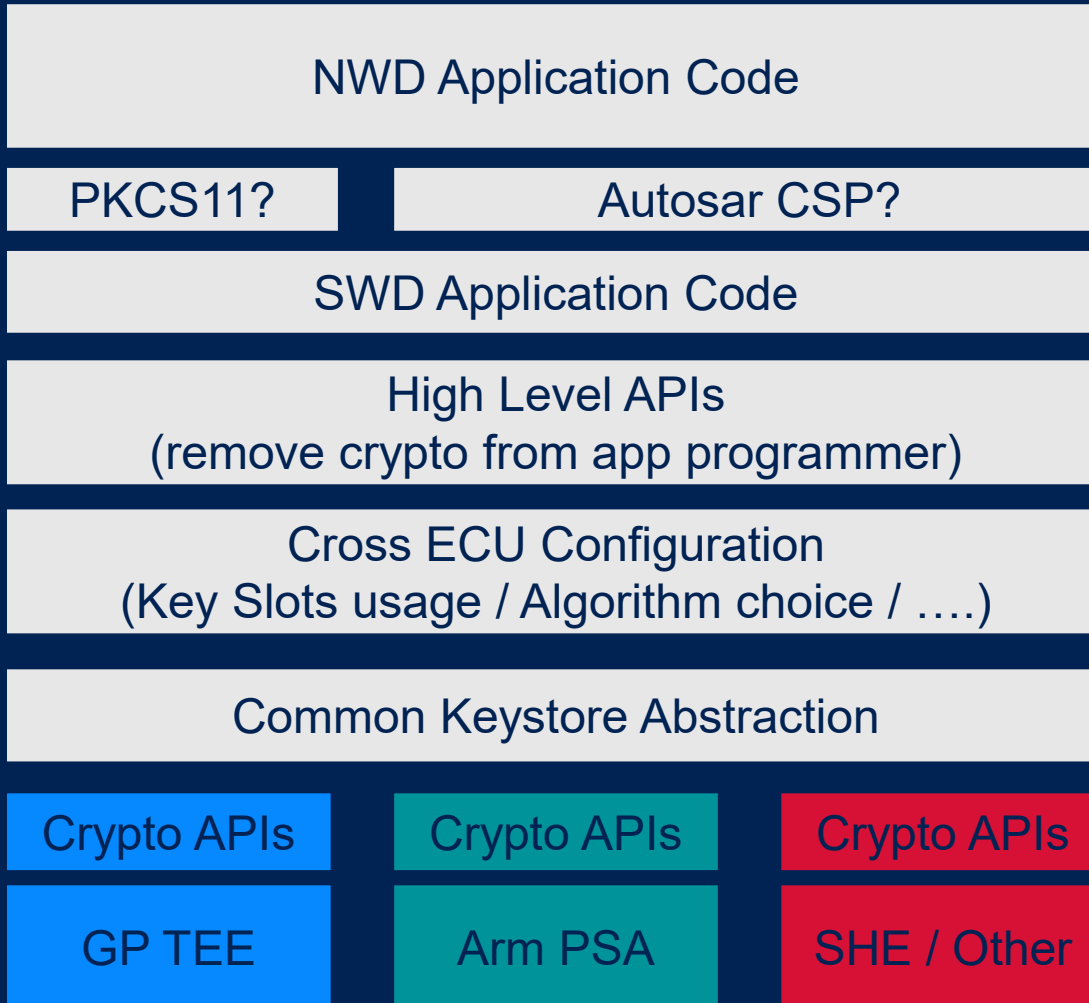 NWD Application Code
PKCS11?
Autosar CSP?
SWD Application Code
High Level APIs
(remove crypto from app programmer)
Cross ECU Configuration
(Key Slots usage / Algorithm choice / ….)
Common Keystore Abstraction
Crypto APIs
Crypto APIs
Crypto APIs
GP TEE
Arm PSA
SHE / Other